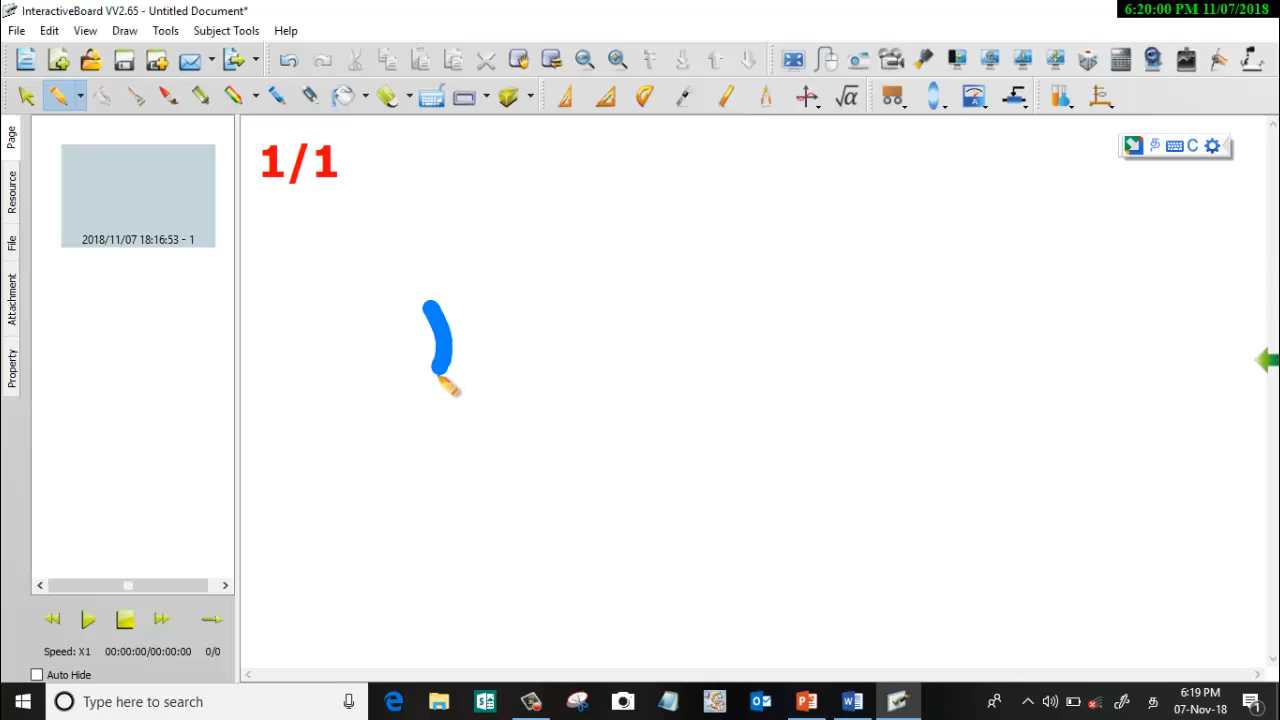 InteractiveBoard VV2.65 - Untitled Document*
6:20:00 PM 11/07/2018
File Edit View Draw Tools Subject Tools Help
Page
Resource
File
Attachment
Property
2018/11/07 18:16:53 - 1
1/1
C
Speed: X1 00:00:00/00:00:00 0/0
Auto Hide
Type here to search
6:19 PM
07-Nov-18